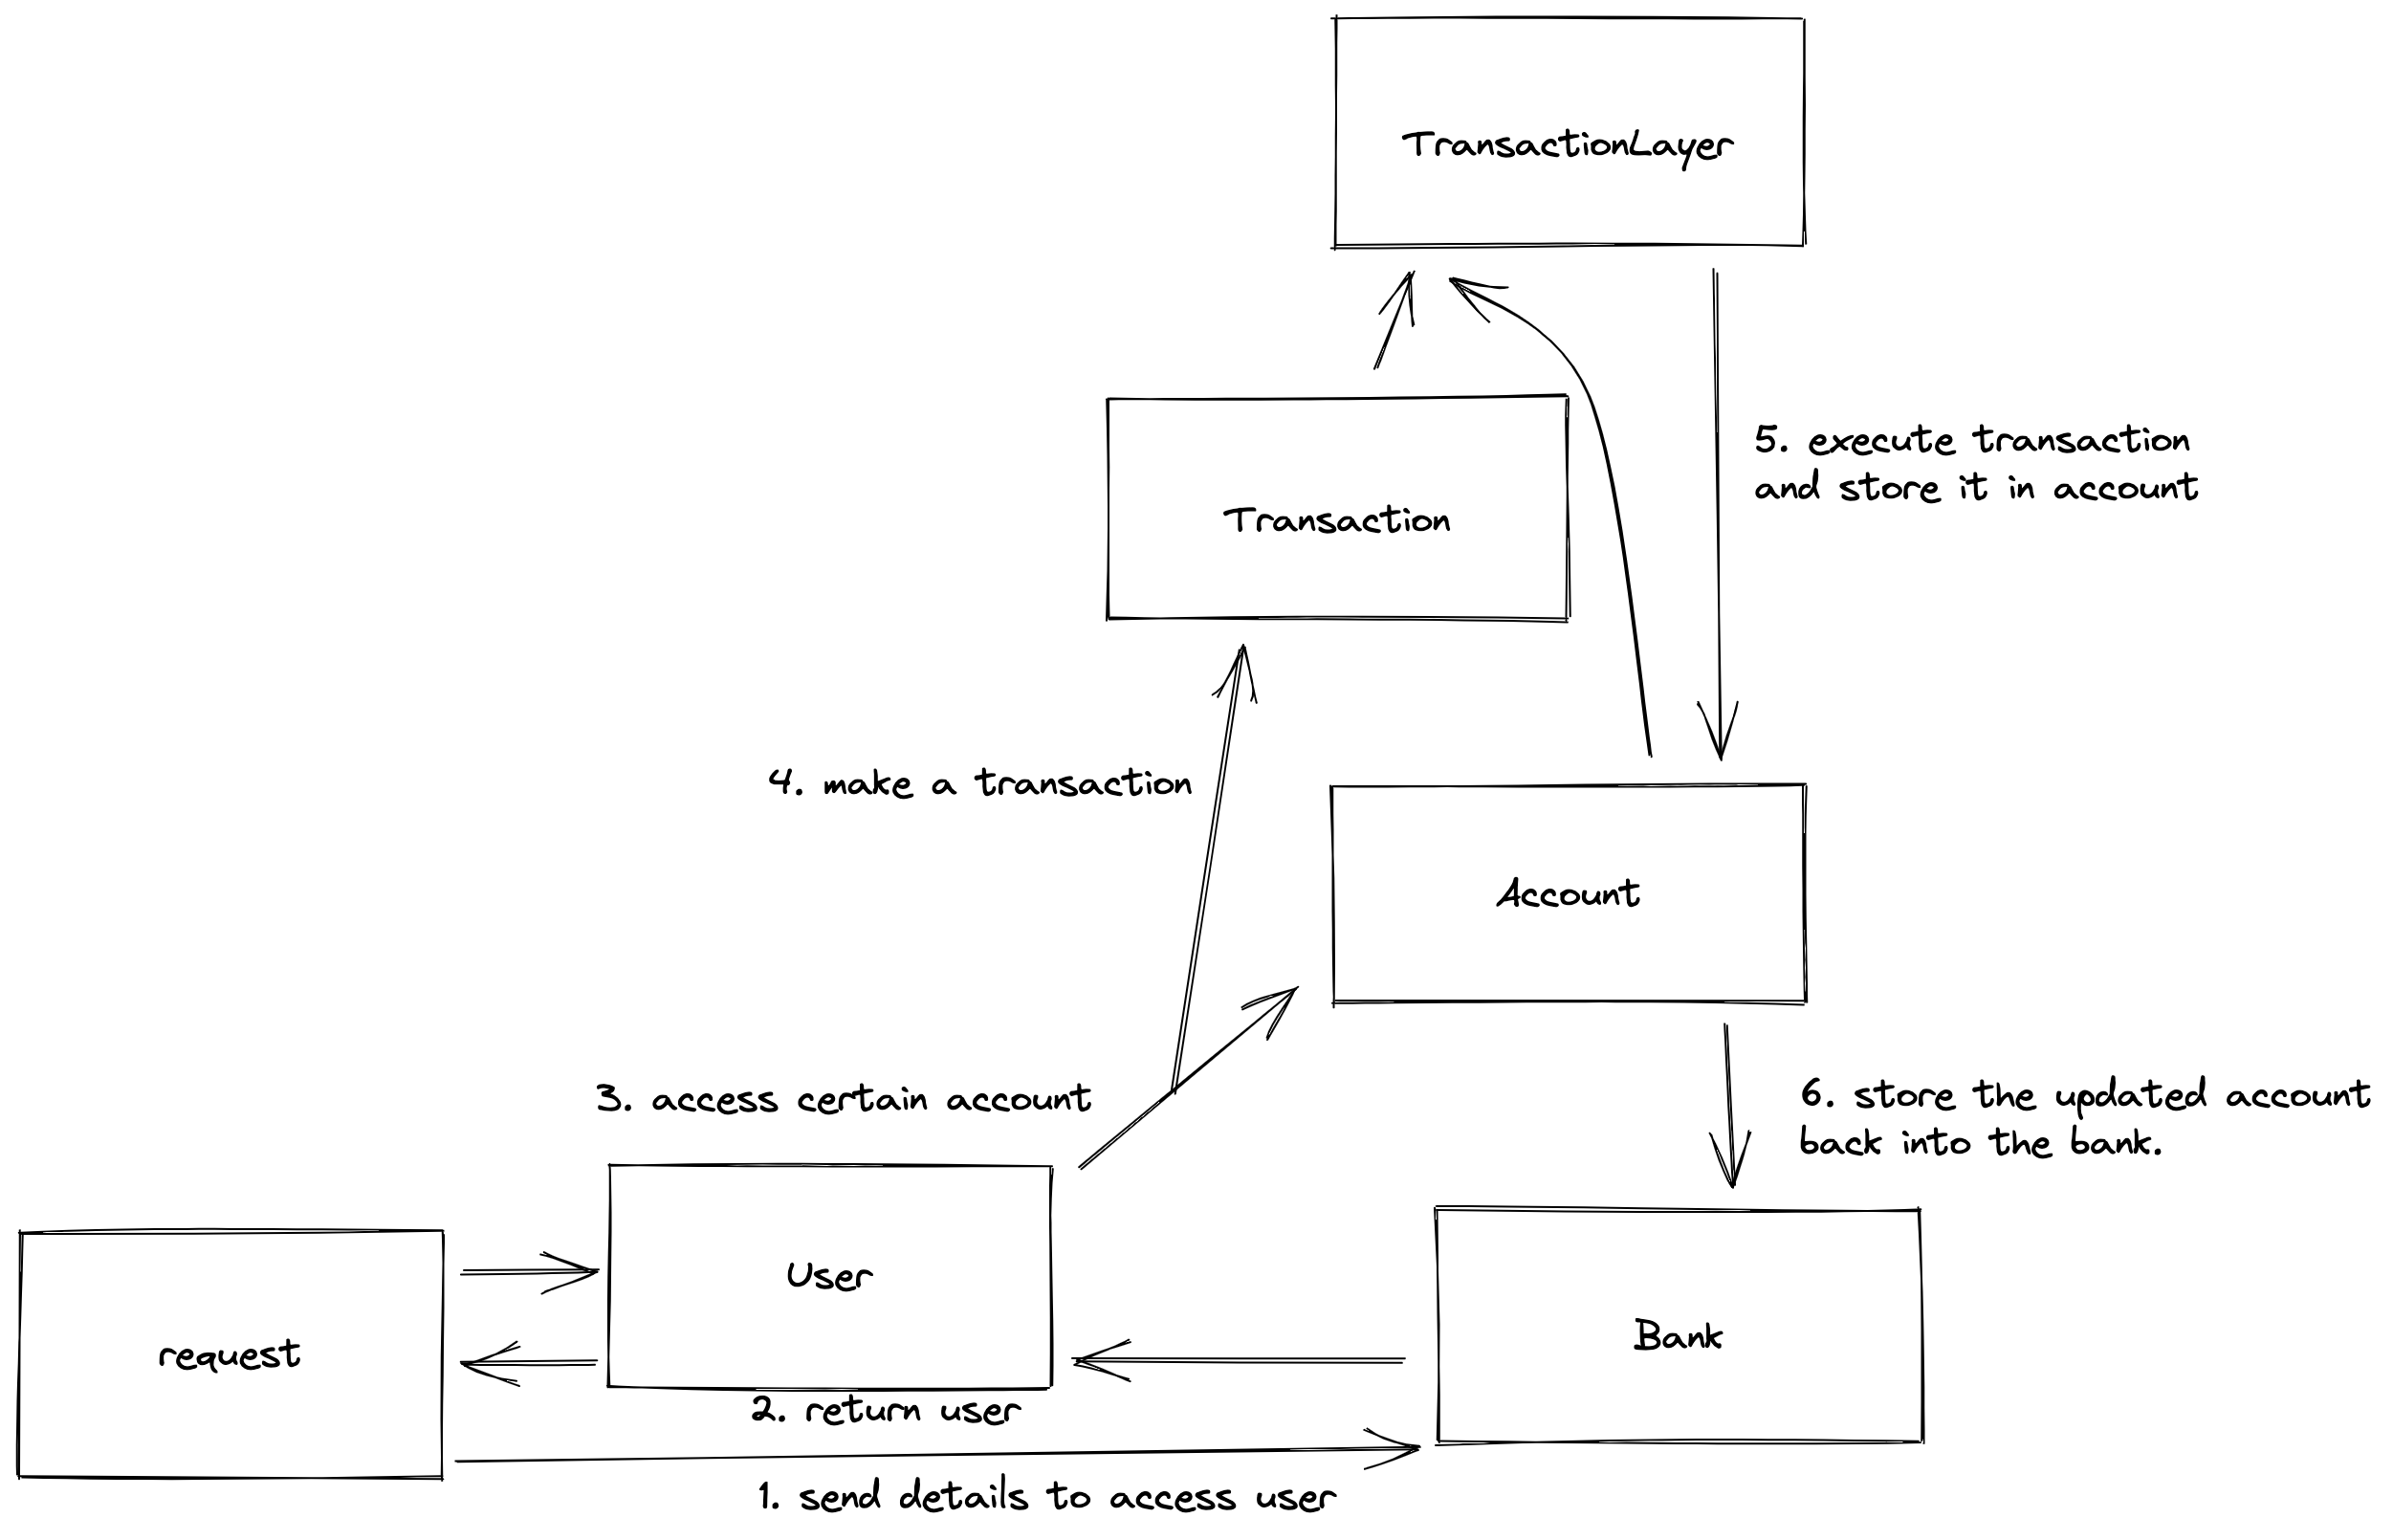 TransactionLayer
5. execute transaction
and store it in account
Transaction
4. make a transaction
Account
3. access certain account
6. store the updated account
back into the bank.
User
Bank
request
2. return user
1. send details to access user